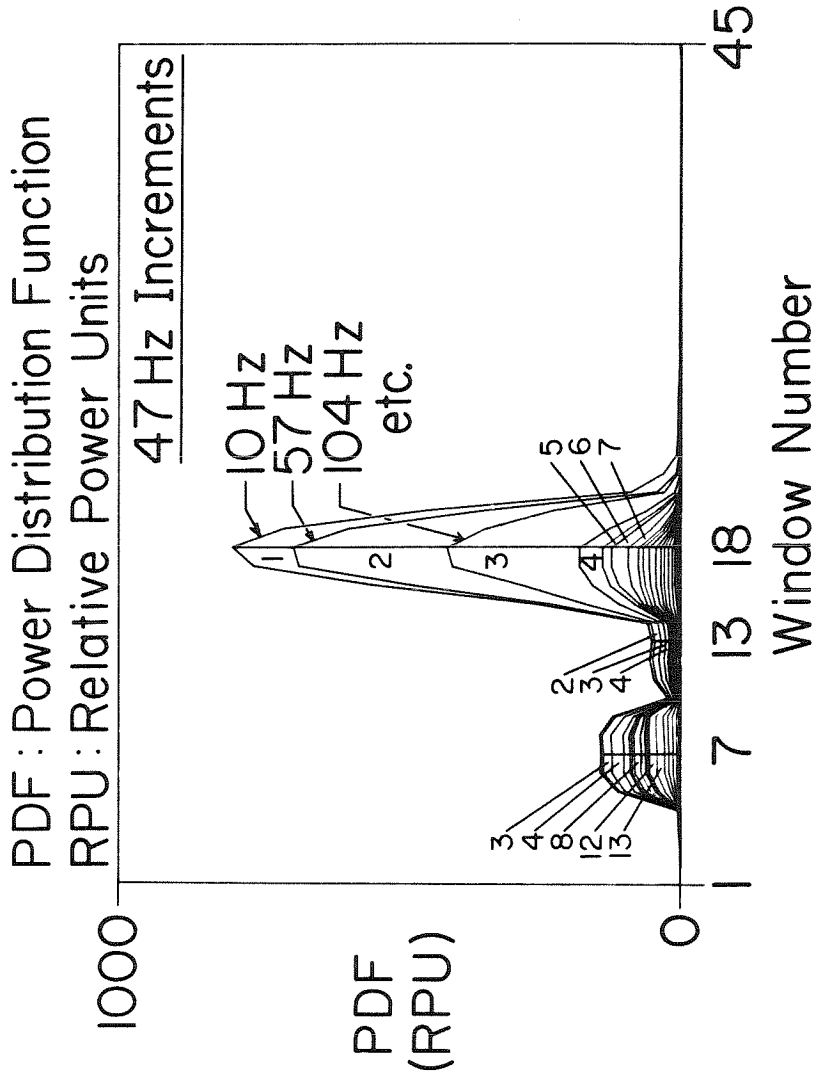 PDF : Power Distribution Function
RPU : Relative Power Units
47 Hz Increments
1000
10 Hz
57 Hz
104 Hz
etc.
PDF
(RPU)
1
2
3
4
5
6
7
2
3
4
3
4
8
12
13
0
1
7
13
18
45
Window Number